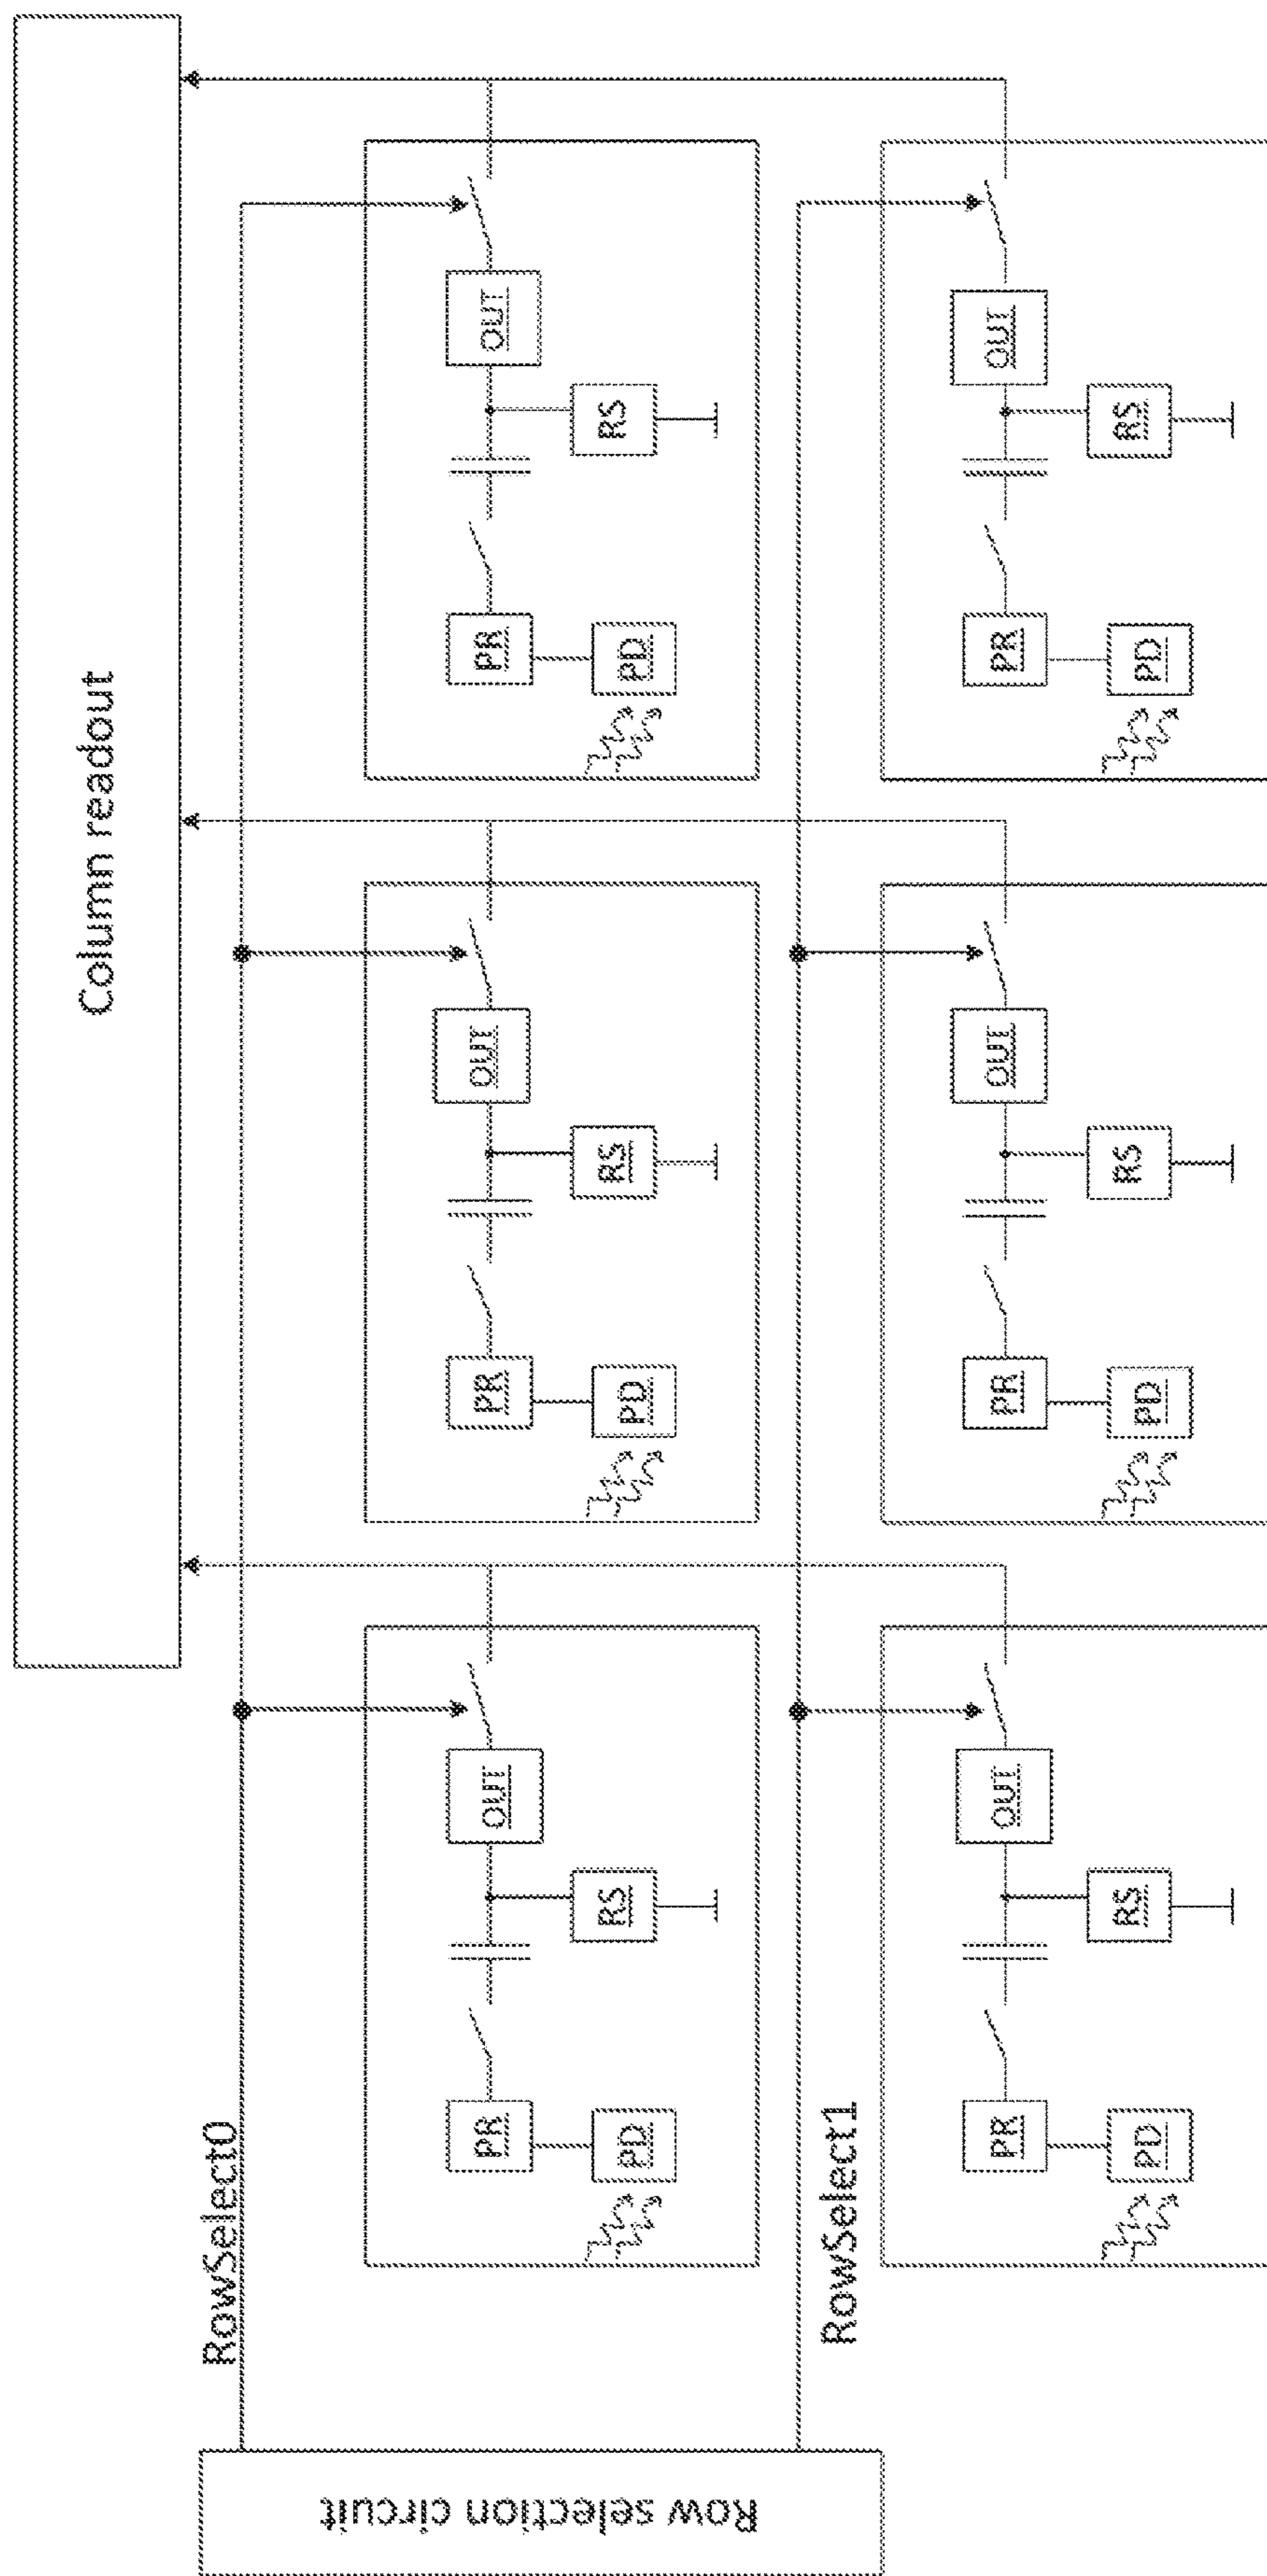 Column readout
RowSelect0
Row selection circuit
PR
OUT
PR
OUT
PR
OUT
PD
RS
PD
RS
PD
RS
RowSelect1
PR
OUT
PR
OUT
PR
OUT
PD
RS
PD
RS
PD
RS